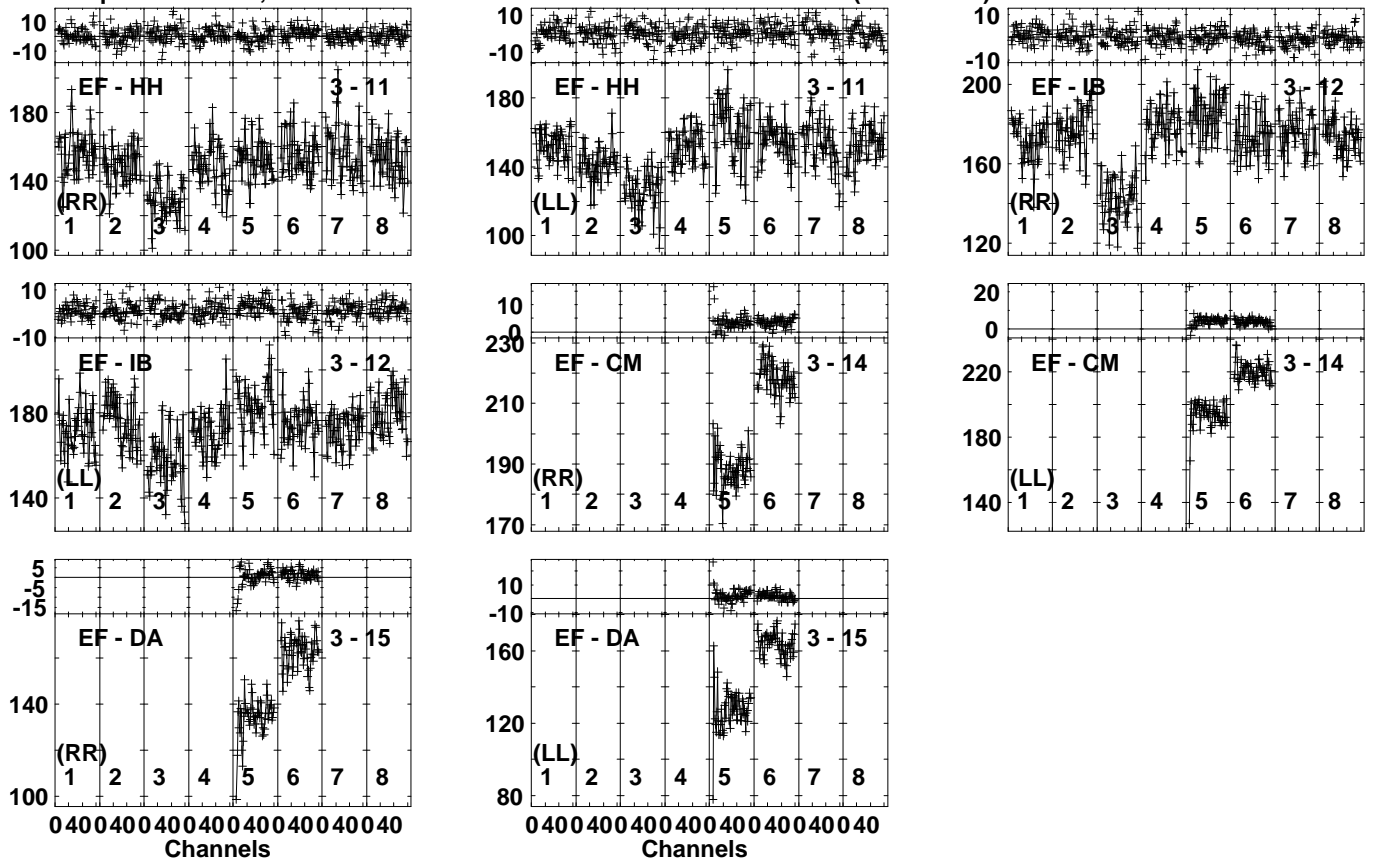 10
-10
EF - HH 3 - 11
180
140
100
(RR)
1 2 3 4 5 6 7 8
10
-10
EF - HH 3 - 11
180
140
100
(LL)
1 2 3 4 5 6 7 8
10
-10
EF - IB 3 - 12
200
160
120
(RR)
1 2 3 4 5 6 7 8
10
-10
EF - IB 3 - 12
180
140
(LL)
1 2 3 4 5 6 7 8
10
0
EF - CM 3 - 14
230
210
190
170
(RR)
1 2 3 4 5 6 7 8
20
0
EF - CM 3 - 14
220
180
140
(LL)
1 2 3 4 5 6 7 8
5
-5
-15
EF - DA 3 - 15
140
100
(RR)
1 2 3 4 5 6 7 8
0 40 0 40 0 40 0 40 0 40 0 40 0 40 0 40
Channels
10
-10
EF - DA 3 - 15
160
120
80
(LL)
1 2 3 4 5 6 7 8
0 40 0 40 0 40 0 40 0 40 0 40 0 40 0 40
Channels